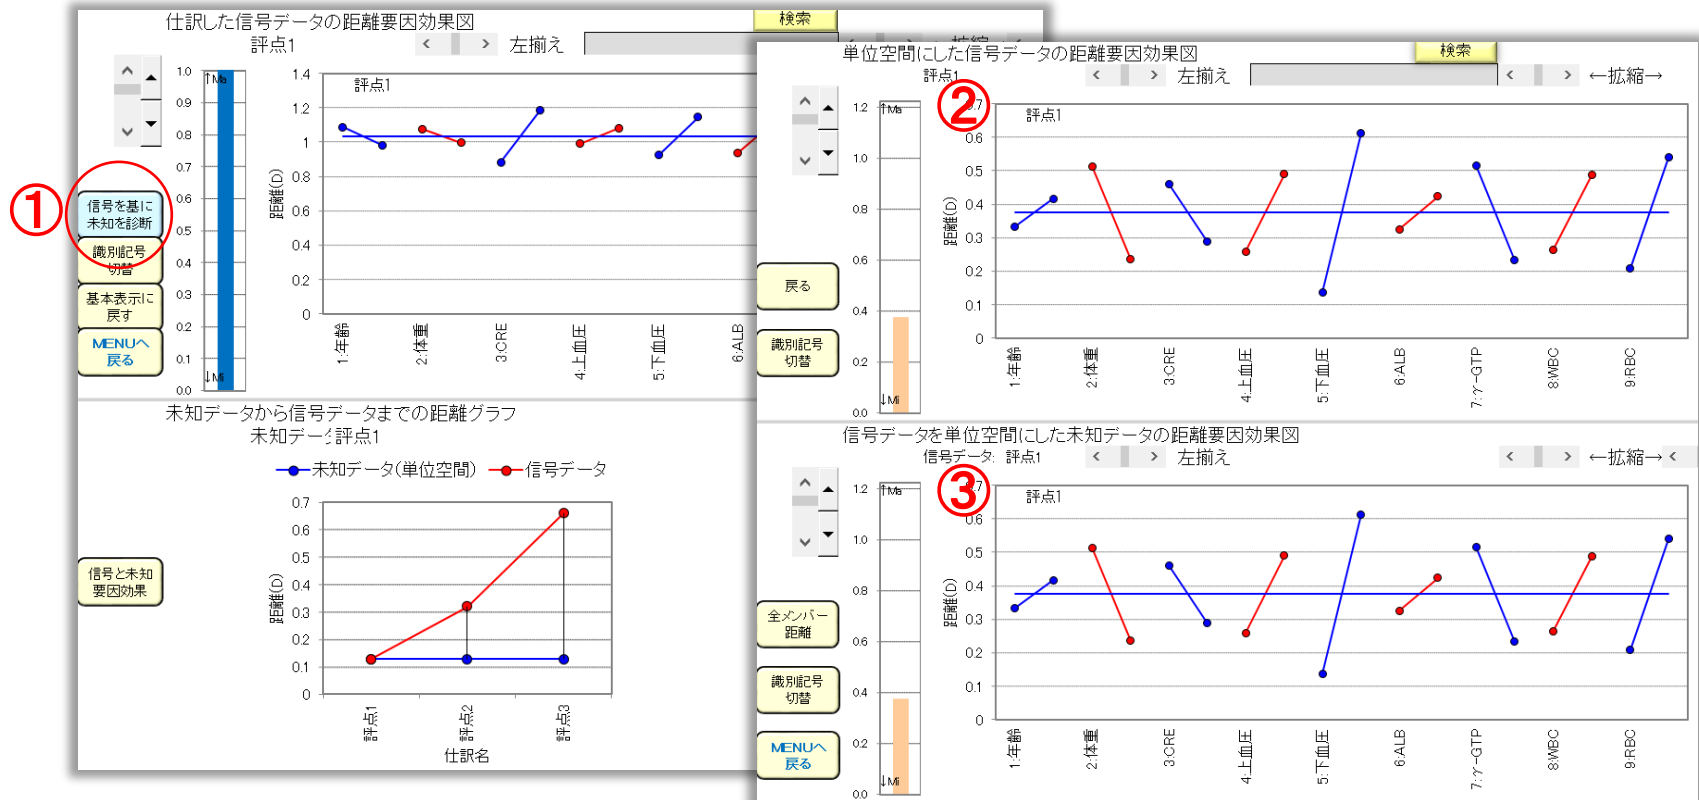 仕訳した信号データの距離要因効果図
検索
評点1
左揃え
↑Ma
1.0
0.9
0.8
0.7
0.6
0.5
0.4
0.3
0.2
0.1
0.0
↓Mi
①
信号を基に
未知を診断
識別記号
切替
基本表示に
戻す
MENUへ
戻る
評点1
距離(D)
1.4
1.2
1
0.8
0.6
0.4
0.2
0
1:年齢
2:体重
3:CRE
4:上血圧
5:下血圧
6:ALB
未知データから信号データまでの距離グラフ
未知データ
評点1
未知データ(単位空間)
信号データ
信号と未知
要因効果
距離(D)
0.7
0.6
0.5
0.4
0.3
0.2
0.1
0
評点1
評点2
評点3
仕訳名
単位空間にした信号データの距離要因効果図
検索
評点1
左揃え
←拡縮→
↑Ma
1.2
1.0
0.8
0.6
0.4
0.2
0.0
↓Mi
戻る
識別記号
切替
②
評点1
距離(D)
0.7
0.6
0.5
0.4
0.3
0.2
0.1
0
1:年齢
2:体重
3:CRE
4:上血圧
5:下血圧
6:ALB
7:γ-GTP
8:WBC
9:RBC
信号データを単位空間にした未知データの距離要因効果図
信号データ:
評点1
左揃え
←拡縮→
↑Ma
1.2
1.0
0.8
0.6
0.4
0.2
0.0
↓Mi
全メンバー
距離
識別記号
切替
MENUへ
戻る
③
評点1
距離(D)
0.7
0.6
0.5
0.4
0.3
0.2
0.1
0
1:年齢
2:体重
3:CRE
4:上血圧
5:下血圧
6:ALB
7:γ-GTP
8:WBC
9:RBC